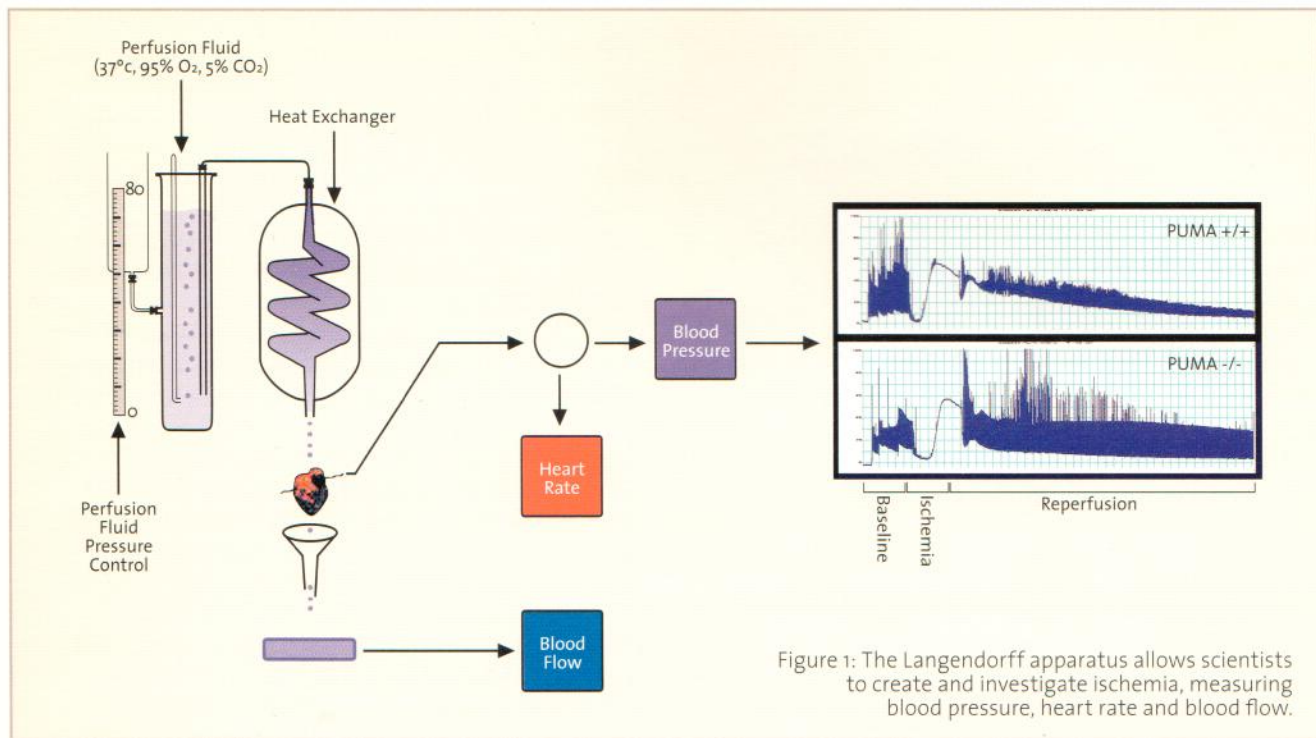 Perfusion Fluid
(37°c, 95% O₂, 5% CO₂)
Heat Exchanger
80
0
Perfusion
Fluid
Pressure
Control
Blood
Pressure
Heart
Rate
Blood
Flow
PUMA +/+
PUMA -/-
Baseline
Ischemia
Reperfusion
Figure 1: The Langendorff apparatus allows scientists
to create and investigate ischemia, measuring
blood pressure, heart rate and blood flow.